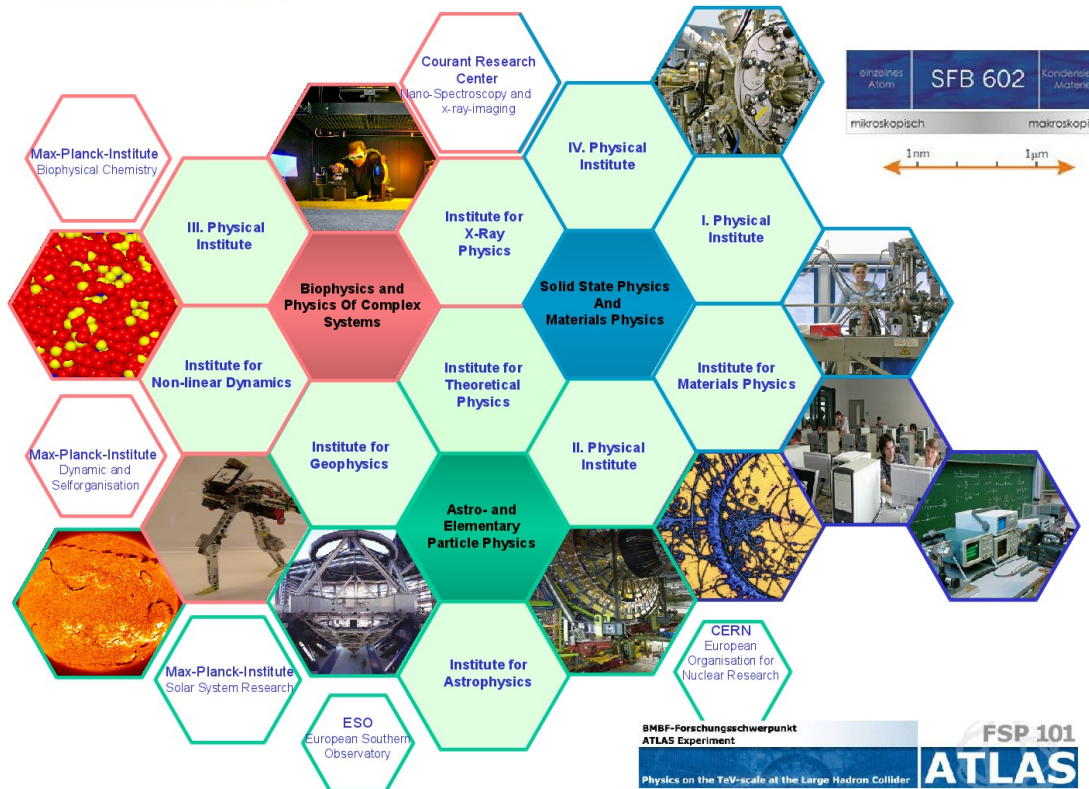 Courant Research
Center
Nano-Spectroscopy and
x-ray-imaging
einzelnes
Atom
SFB 602
Kondensie
Materie
mikroskopisch
makroskopi
1nm
1µm
Max-Planck-Institute
Biophysical Chemistry
IV. Physical
Institute
III. Physical
Institute
Institute for
X-Ray
Physics
I. Physical
Institute
Biophysics and
Physics Of Complex
Systems
Solid State Physics
And
Materials Physics
Institute for
Non-linear Dynamics
Institute for
Theoretical
Physics
Institute for
Materials Physics
Max-Planck-Institute
Dynamic and
Selforganisation
Institute for
Geophysics
II. Physical
Institute
Astro- and
Elementary
Particle Physics
Max-Planck-Institute
Solar System Research
Institute for
Astrophysics
CERN
European
Organisation for
Nuclear Research
ESO
European Southern
Observatory
BMBF-Forschungsschwerpunkt
ATLAS Experiment
Physics on the TeV-scale at the Large Hadron Collider
FSP 101
ATLAS